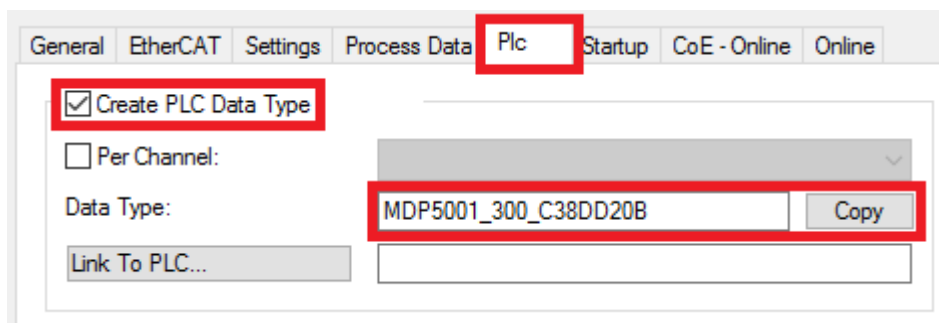 General EtherCAT Settings Process Data Plc Startup CoE - Online Online
Create PLC Data Type
Per Channel:
Data Type: MDP5001_300_C38DD20B Copy
Link To PLC...